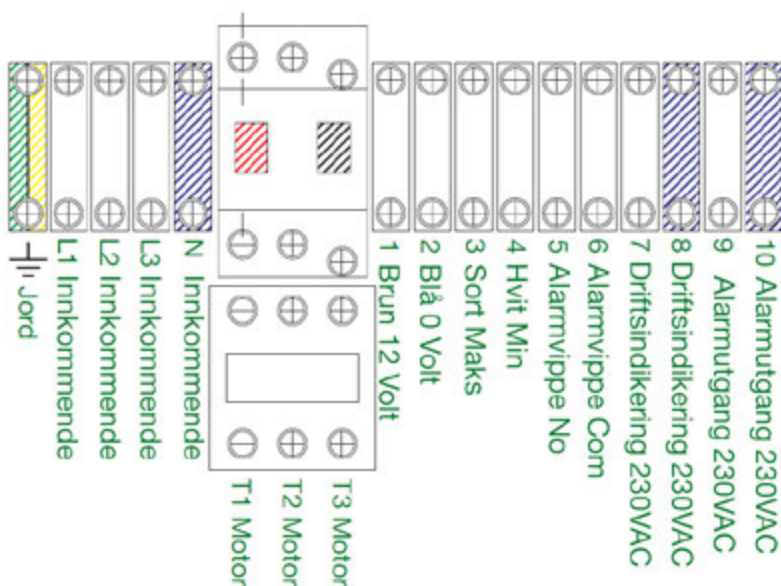 Jord
L1 Innkommende
L2 Innkommende
L3 Innkommende
N Innkommende
T1 Motor
T2 Motor
T3 Motor
1 Brun 12 Volt
2 Blå 0 Volt
3 Sort Maks
4 Hvit Min
5 Alarmvippe No
6 Alarmvippe Com
7 Driftsindikering 230VAC
8 Driftsindikering 230VAC
9 Alarmutgang 230VAC
10 Alarmutgang 230VAC